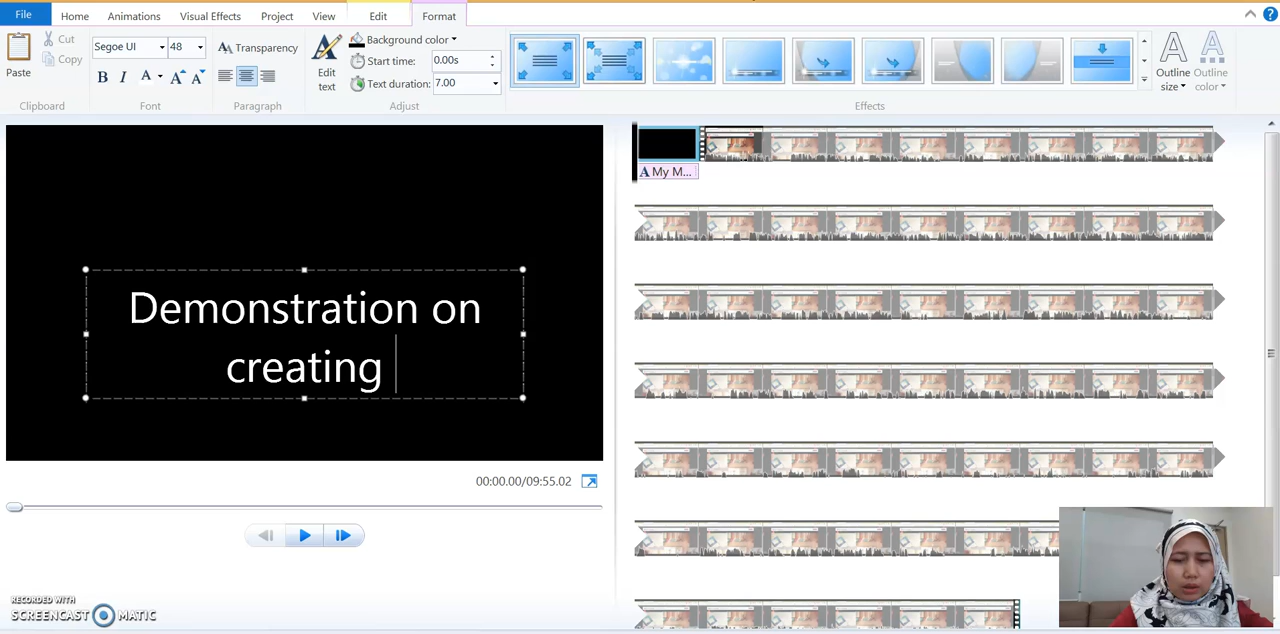 File Home Animations Visual Effects Project View Edit Format
Paste
Cut
Copy
Clipboard
Segoe UI 48
B I A A A
Font
Transparency
Paragraph
Edit text
Background color
Start time: 0.00s
Text duration: 7.00
Adjust
Effects
Outline size
Outline color
Demonstration on
creating
A My M...
00:00.00/09:55.02
RECORDED WITH
SCREENCAST MATIC